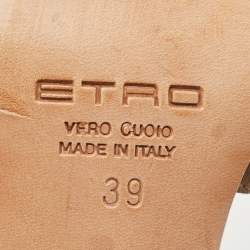 ETRO
VERO CUOIO
MADE IN ITALY
39